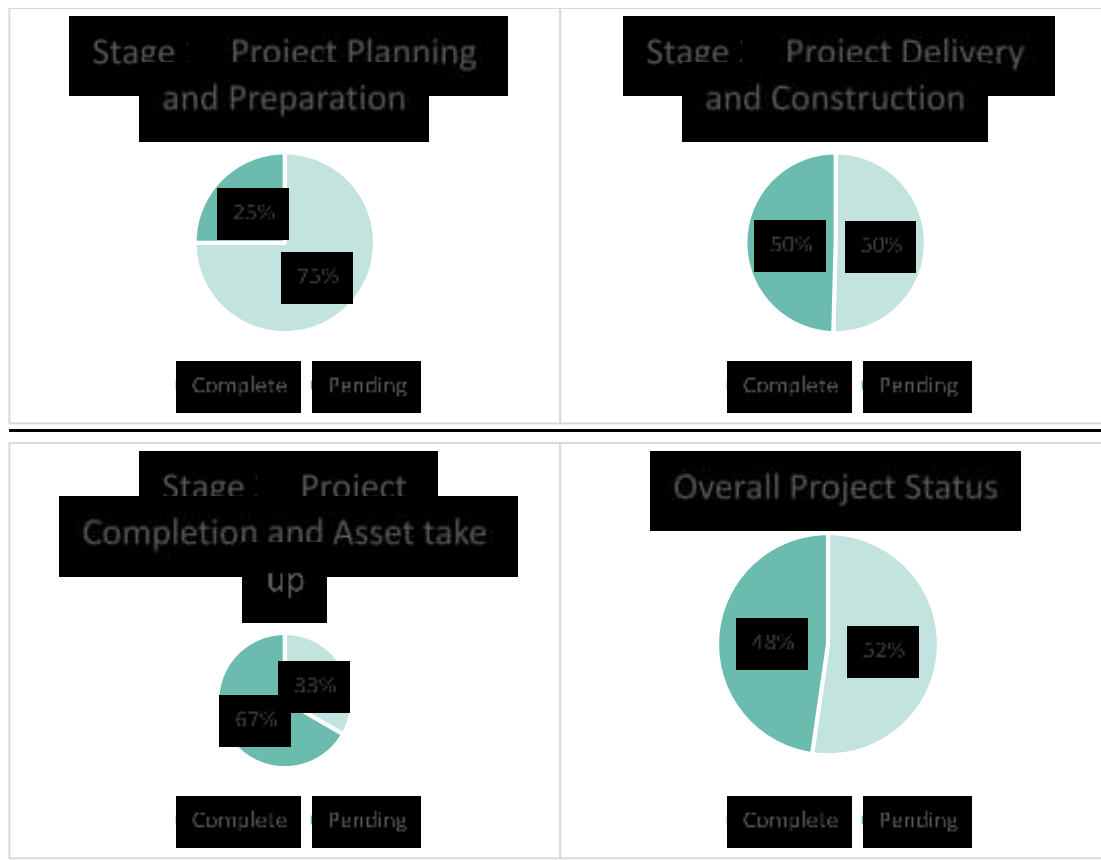 Stage Project Planning
and Preparation
25%
75%
Complete Pending
Stage Project Delivery
and Construction
50% 50%
Complete Pending
Stage Project
Completion and Asset take
up
33%
67%
Complete Pending
Overall Project Status
48% 52%
Complete Pending